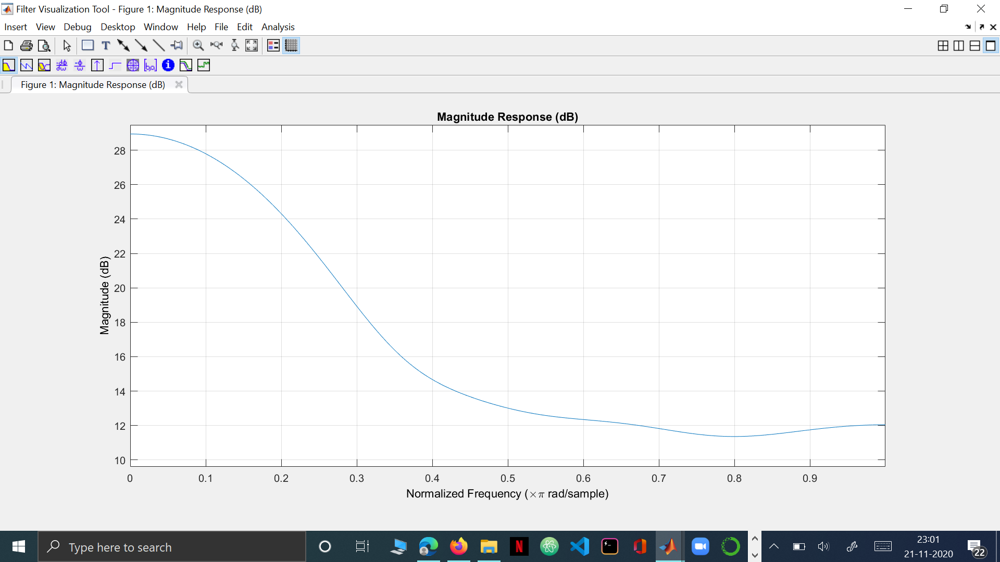 Filter Visualization Tool - Figure 1: Magnitude Response (dB)
Insert View Debug Desktop Window Help File Edit Analysis
Figure 1: Magnitude Response (dB)
Magnitude Response (dB)
28
26
24
22
20
18
16
14
12
10
Magnitude (dB)
0 0.1 0.2 0.3 0.4 0.5 0.6 0.7 0.8 0.9
Normalized Frequency (×π rad/sample)
Type here to search
23:01
21-11-2020
22